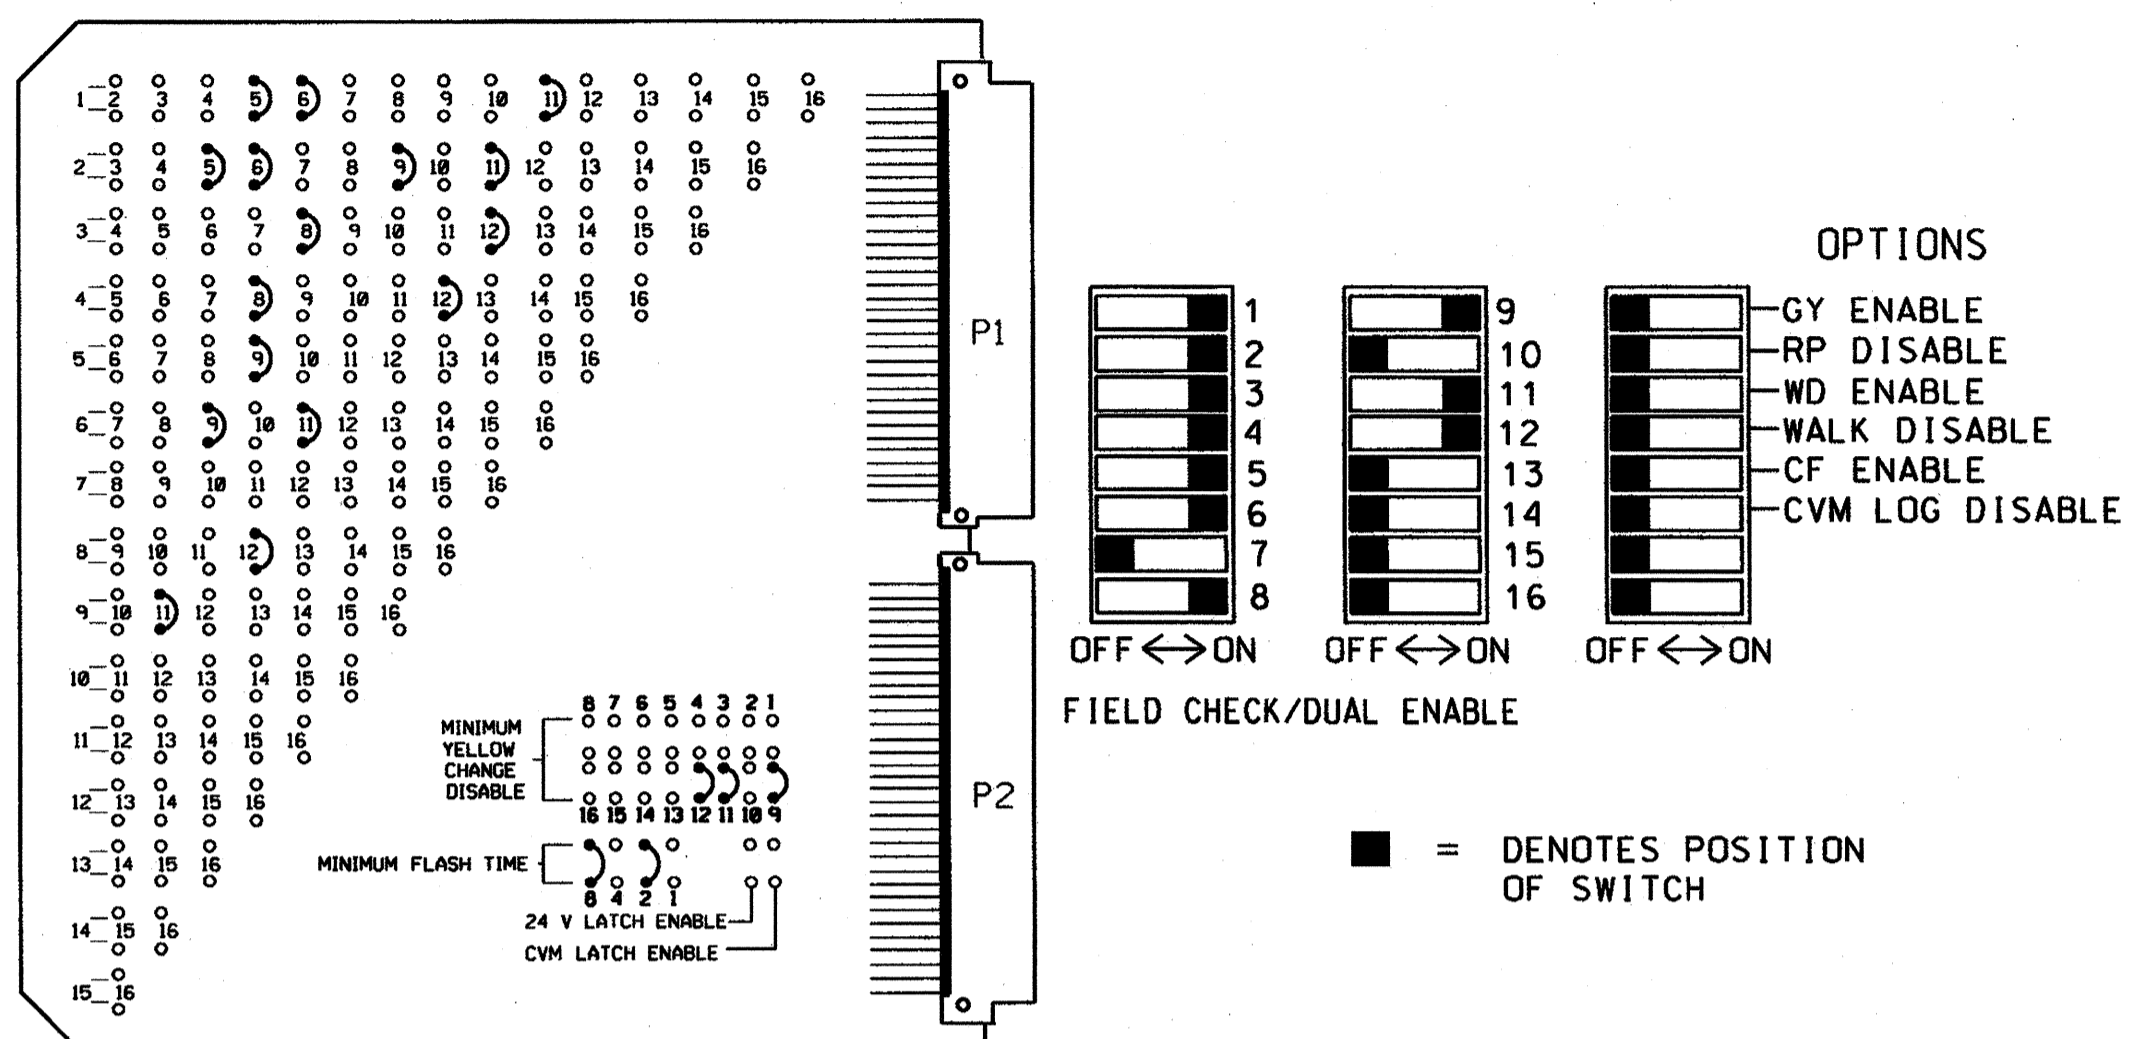 1 2 3 4 5 6 7 8 9 10 11 12 13 14 15 16
2 3 4 5 6 7 8 9 10 11 12 13 14 15 16
3 4 5 6 7 8 9 10 11 12 13 14 15 16
4 5 6 7 8 9 10 11 12 13 14 15 16
5 6 7 8 9 10 11 12 13 14 15 16
6 7 8 9 10 11 12 13 14 15 16
7 8 9 10 11 12 13 14 15 16
8 9 10 11 12 13 14 15 16
9 10 11 12 13 14 15 16
10 11 12 13 14 15 16
11 12 13 14 15 16
12 13 14 15 16
13 14 15 16
14 15 16
15 16
8 7 6 5 4 3 2 1
MINIMUM
YELLOW
CHANGE
DISABLE
16 15 14 13 12 11 10 9
MINIMUM FLASH TIME
8 4 2 1
24 V LATCH ENABLE
CVM LATCH ENABLE
P1
P2
1
2
3
4
5
6
7
8
OFF ON
9
10
11
12
13
14
15
16
OFF ON
FIELD CHECK/DUAL ENABLE
OPTIONS
GY ENABLE
RP DISABLE
WD ENABLE
WALK DISABLE
CF ENABLE
CVM LOG DISABLE
OFF ON
= DENOTES POSITION
OF SWITCH